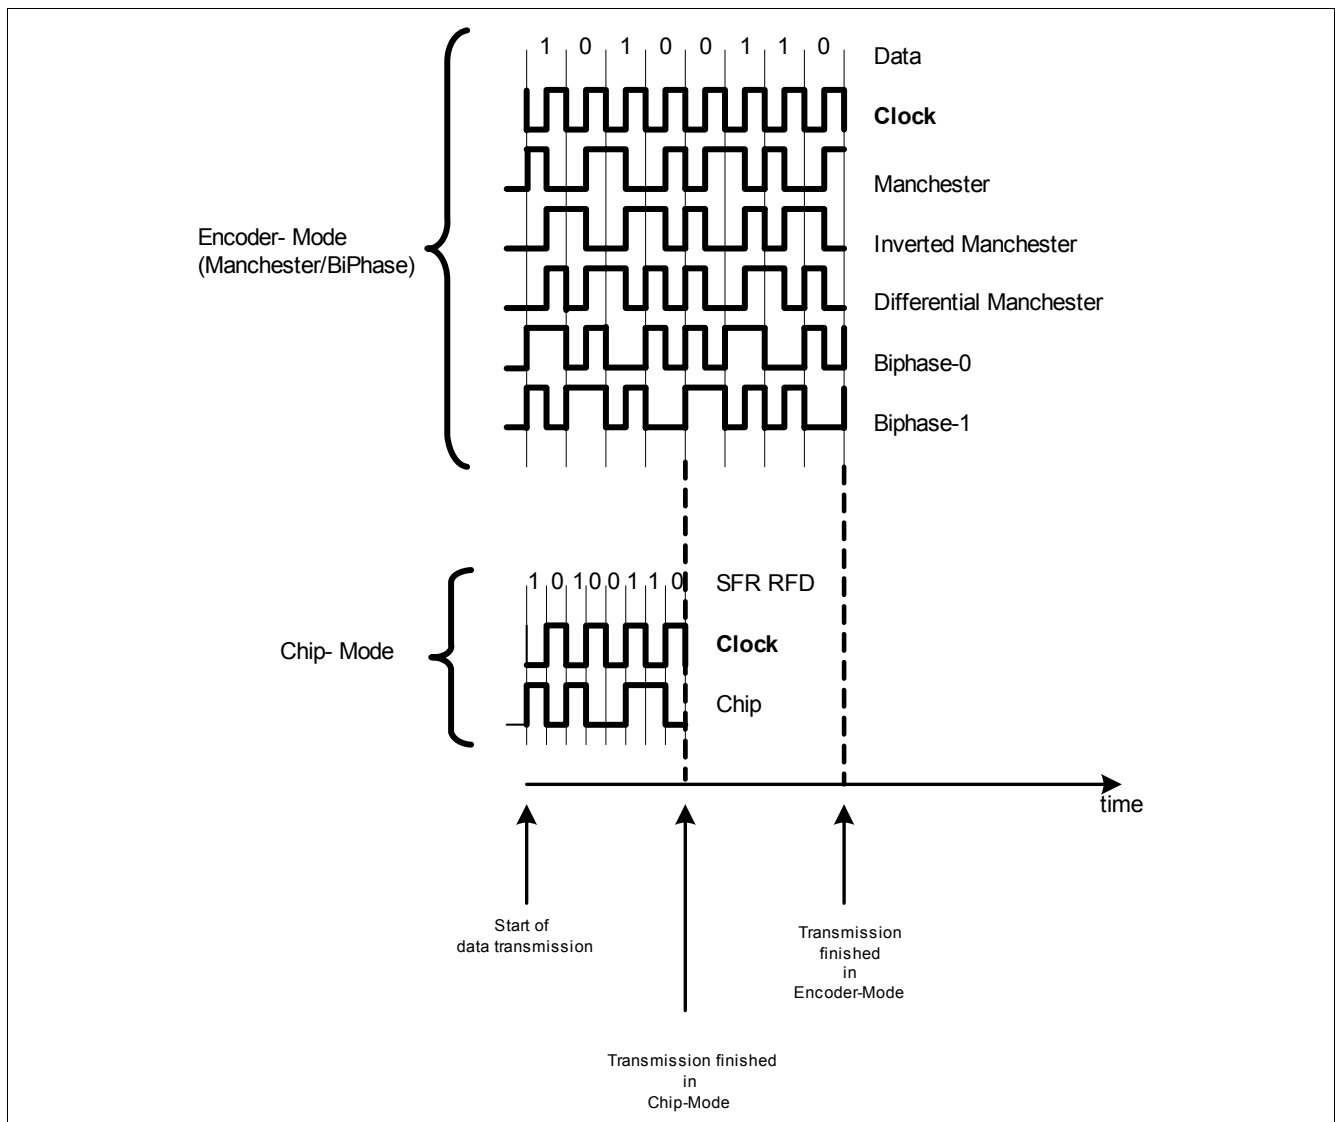 1 0 1 0 0 1 1 0
Data
Clock
Manchester
Inverted Manchester
Encoder- Mode
(Manchester/BiPhase)
Differential Manchester
Biphase-0
Biphase-1
1 0 1 0 0 1 1 0
SFR RFD
Clock
Chip- Mode
Chip
time
Start of
data transmission
Transmission
finished
in
Encoder-Mode
Transmission finished
in
Chip-Mode